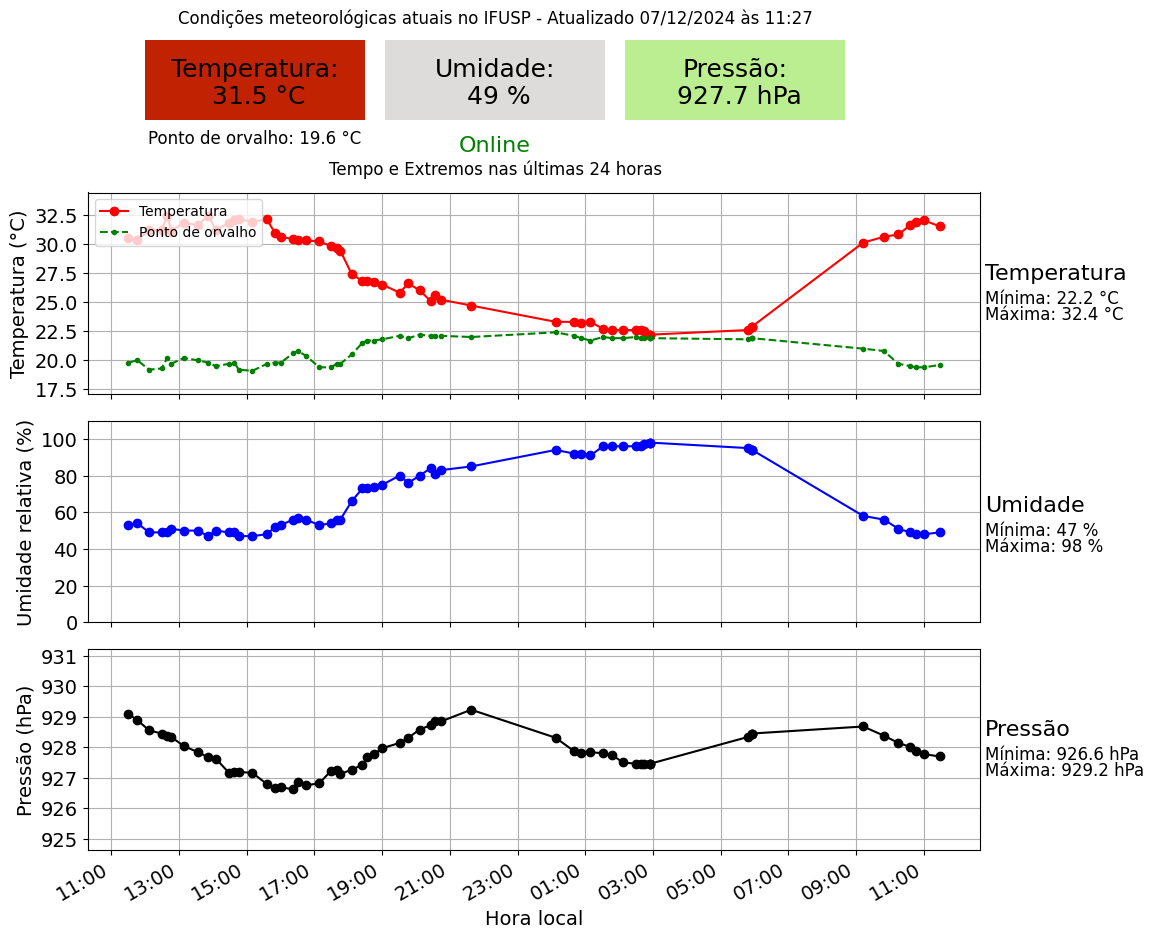 Condições meteorológicas atuais no IFUSP - Atualizado 07/12/2024 às 11:27
Temperatura:
31.5 °C
Umidade:
49 %
Pressão:
927.7 hPa
Ponto de orvalho: 19.6 °C
Online
Tempo e Extremos nas últimas 24 horas
Temperatura (°C)
32.5
30.0
27.5
25.0
22.5
20.0
17.5
Temperatura
Ponto de orvalho
Temperatura
Mínima: 22.2 °C
Máxima: 32.4 °C
Umidade relativa (%)
100
80
60
40
20
0
Umidade
Mínima: 47 %
Máxima: 98 %
Pressão (hPa)
931
930
929
928
927
926
925
Pressão
Mínima: 926.6 hPa
Máxima: 929.2 hPa
11:00 13:00 15:00 17:00 19:00 21:00 23:00 01:00 03:00 05:00 07:00 09:00 11:00
Hora local